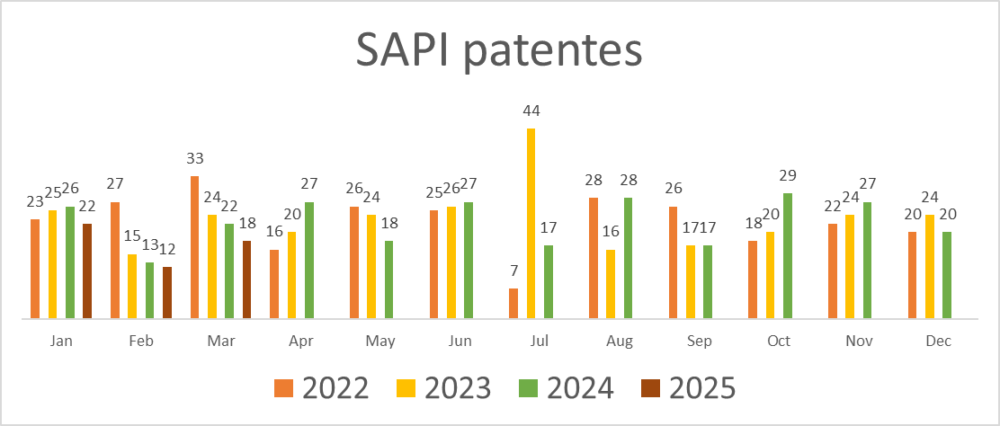 SAPI patentes
23 25 26 22 27 15 13 12 33 24 22 18 16 20 27 26 24 18 25 26 27 7 44 17 28 16 28 26 17 17 18 20 29 22 24 27 20 24 20
Jan Feb Mar Apr May Jun Jul Aug Sep Oct Nov Dec
2022 2023 2024 2025